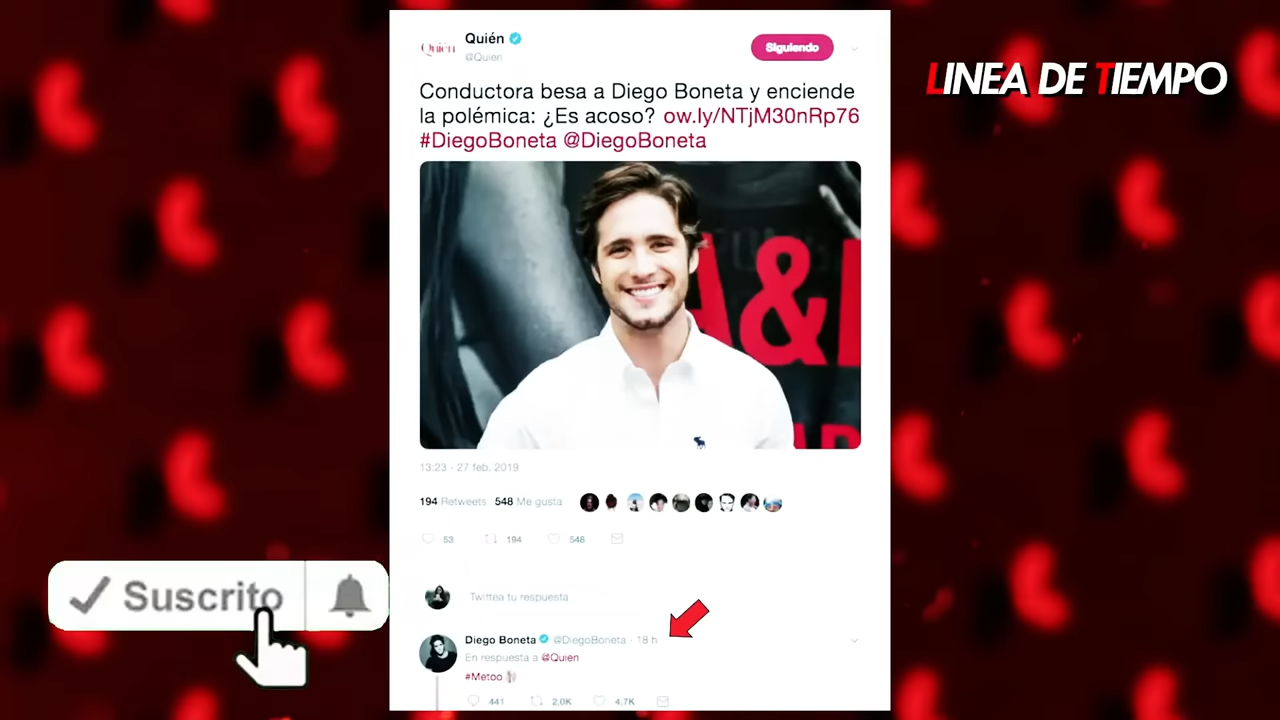 LINEA DE TIEMPO
Quién
Quién
@Quien
Siguiendo
Conductora besa a Diego Boneta y enciende
la polémica: ¿Es acoso? ow.ly/NTjM30nRp76
#DiegoBoneta @DiegoBoneta
A&
13:23 - 27 feb. 2019
194 Retweets 548 Me gusta
53 194 548
Twittea tu respuesta
Diego Boneta @DiegoBoneta · 18 h
En respuesta a @Quien
#Metoo
441 2.0K 4.7K
Suscrito